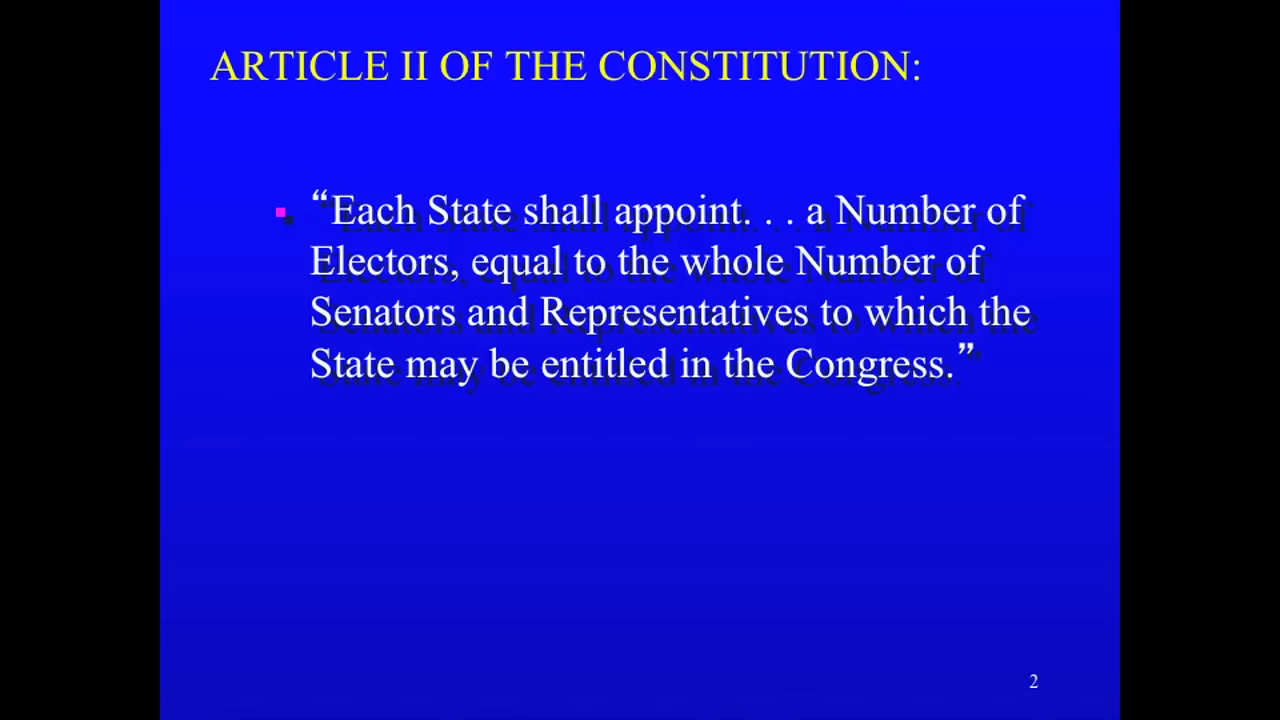 ARTICLE II OF THE CONSTITUTION:
“Each State shall appoint. . . a Number of
Electors, equal to the whole Number of
Senators and Representatives to which the
State may be entitled in the Congress.”
2